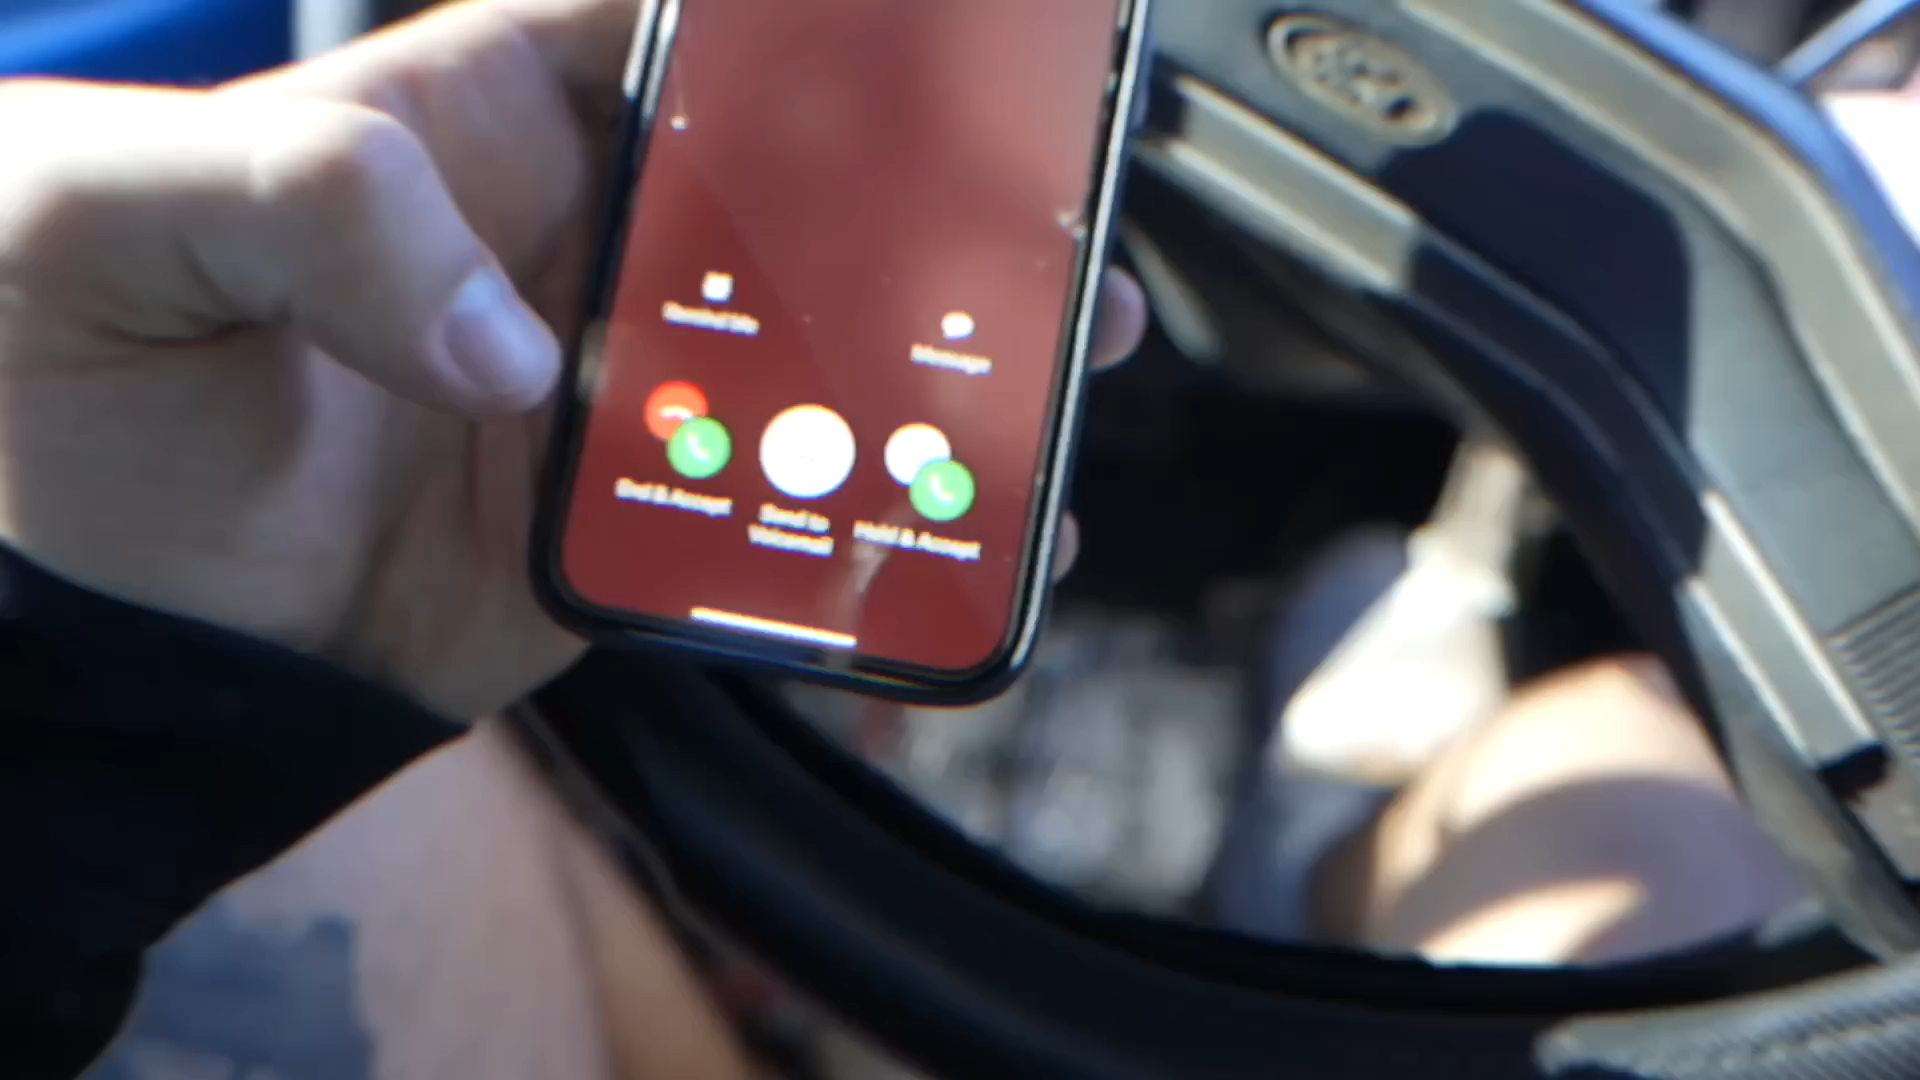 Remind Me
Message
End & Accept
Send to
Voicemail
Hold & Accept